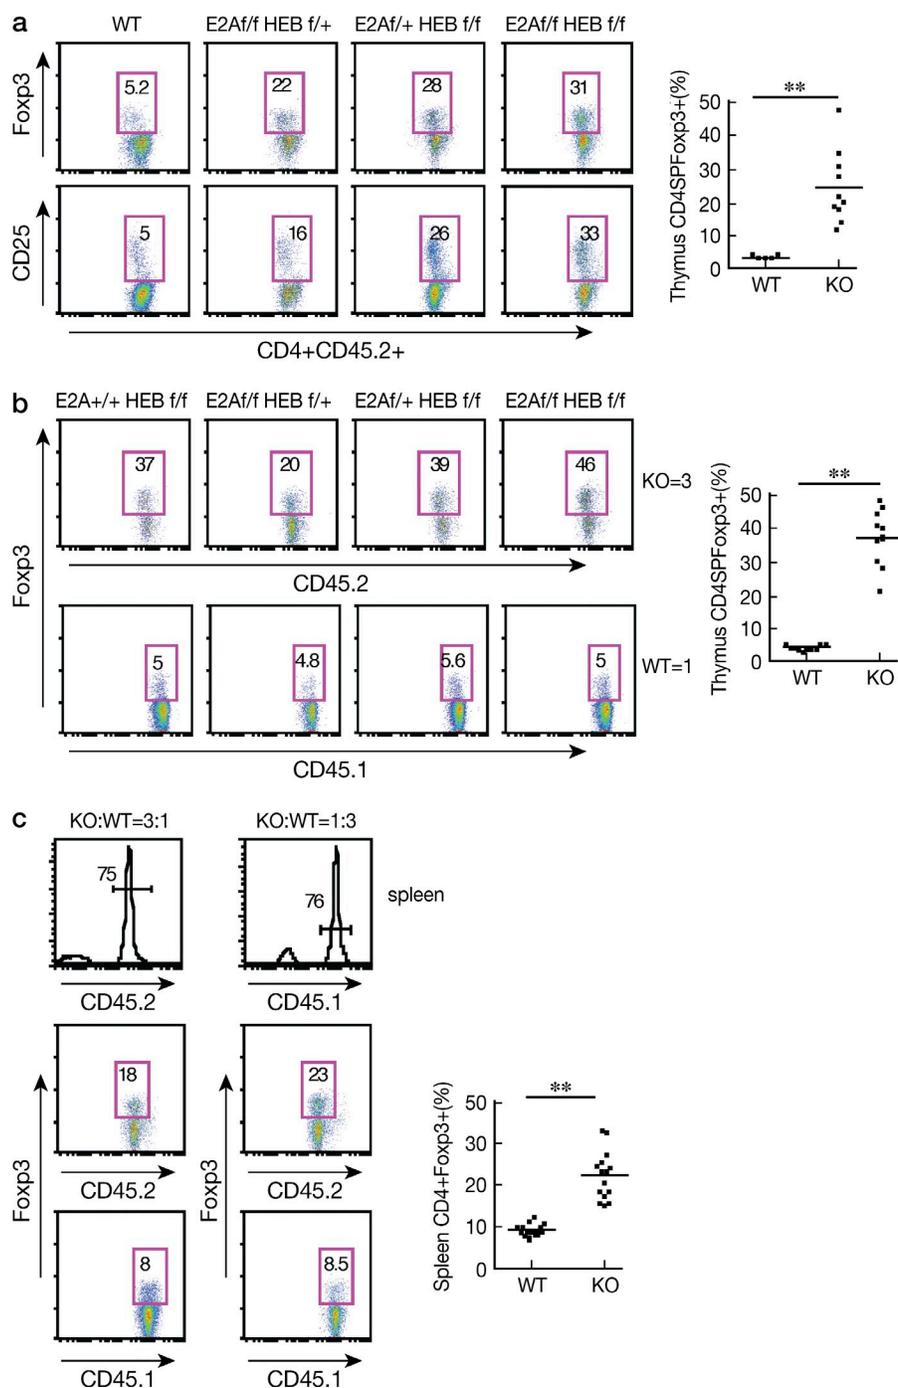 a
WT E2Af/f HEB f/+ E2Af/+ HEB f/f E2Af/f HEB f/f
Foxp3
5.2 22 28 31
CD25
5 16 26 33
CD4+CD45.2+
Thymus CD4SPFoxp3+(%)
**
50
40
30
20
10
0
WT KO
b
E2A+/+ HEB f/f E2Af/f HEB f/+ E2Af/+ HEB f/f E2Af/f HEB f/f
Foxp3
37 20 39 46
KO=3
CD45.2
5 4.8 5.6 5
WT=1
CD45.1
Thymus CD4SPFoxp3+(%)
**
50
40
30
20
10
0
WT KO
c
KO:WT=3:1 KO:WT=1:3
75 76
spleen
CD45.2 CD45.1
Foxp3 Foxp3
18 23
CD45.2 CD45.2
8 8.5
CD45.1 CD45.1
Spleen CD4+Foxp3+(%)
**
50
30
20
10
0
WT KO